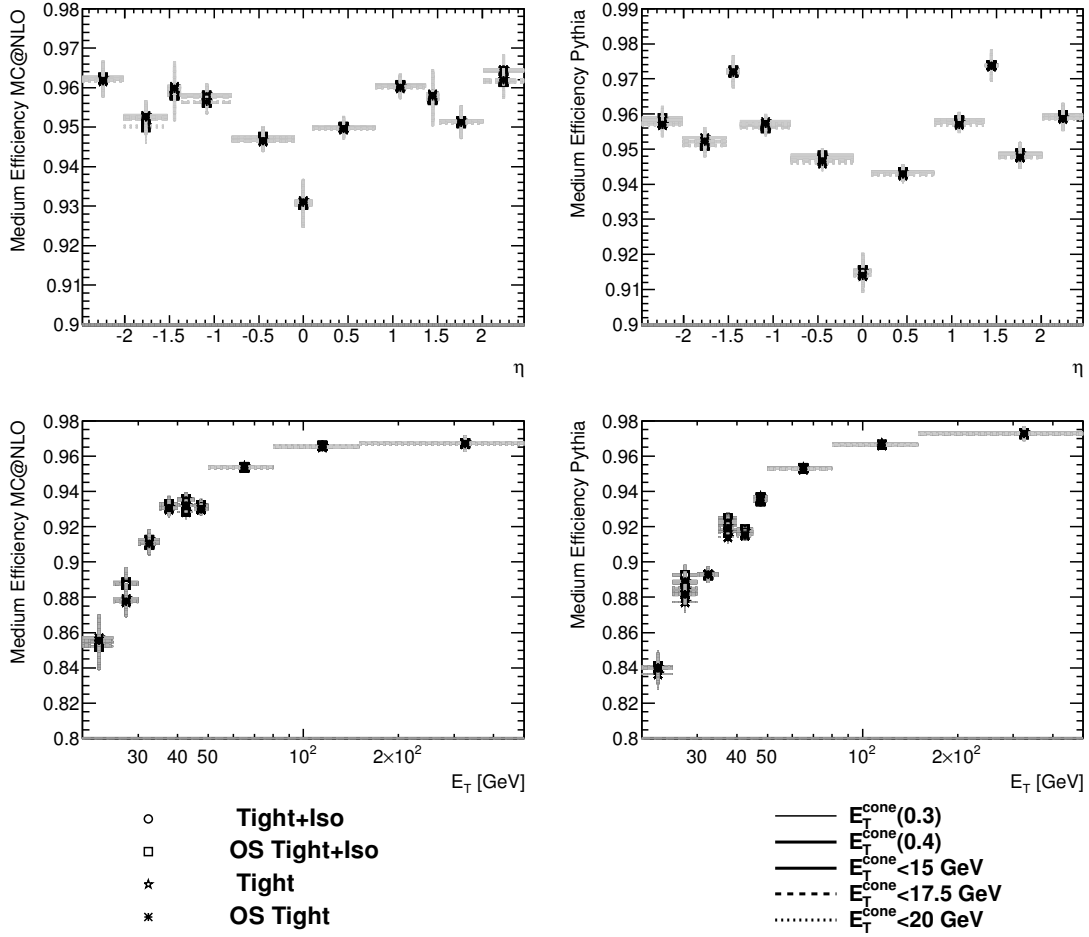 Medium Efficiency MC@NLO
0.98
0.97
0.96
0.95
0.94
0.93
0.92
0.91
0.9
-2 -1.5 -1 -0.5 0 0.5 1 1.5 2
η
Medium Efficiency Pythia
0.99
0.98
0.97
0.96
0.95
0.94
0.93
0.92
0.91
0.9
-2 -1.5 -1 -0.5 0 0.5 1 1.5 2
η
Medium Efficiency MC@NLO
0.98
0.96
0.94
0.92
0.9
0.88
0.86
0.84
0.82
0.8
30 40 50 10² 2×10²
E_T [GeV]
Medium Efficiency Pythia
0.98
0.96
0.94
0.92
0.9
0.88
0.86
0.84
0.82
0.8
30 40 50 10² 2×10²
E_T [GeV]
Tight+Iso
OS Tight+Iso
Tight
OS Tight
E_T^cone(0.3)
E_T^cone(0.4)
E_T^cone<15 GeV
E_T^cone<17.5 GeV
E_T^cone<20 GeV